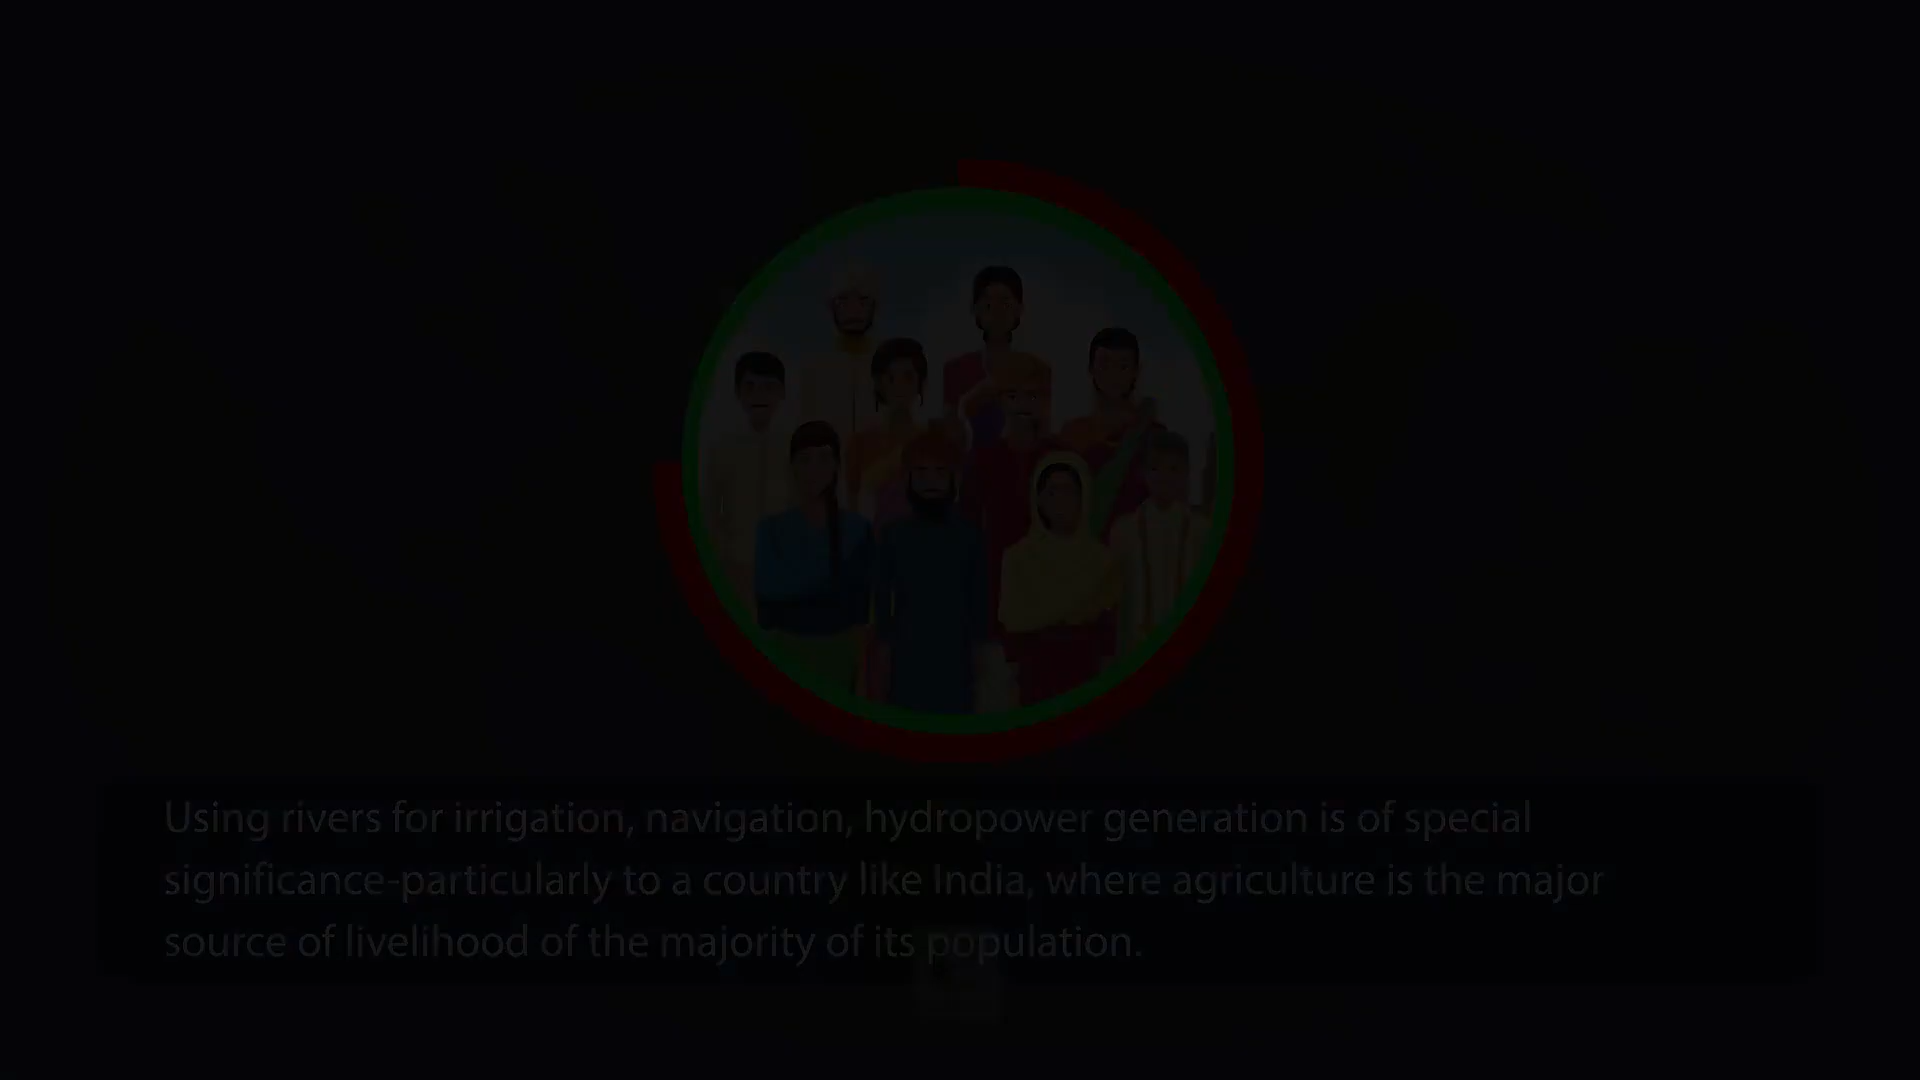 Using rivers for irrigation, navigation, hydropower generation is of special
significance-particularly to a country like India, where agriculture is the major
source of livelihood of the majority of its population.